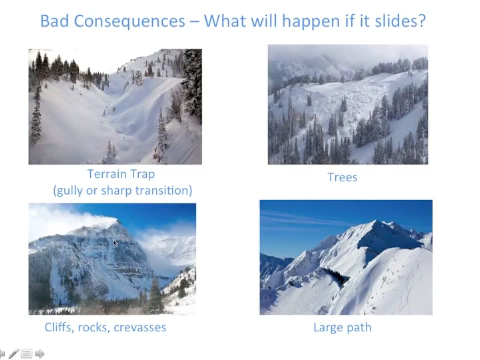 Bad Consequences – What will happen if it slides?
Terrain Trap
(gully or sharp transition)
Trees
Cliffs, rocks, crevasses
Large path